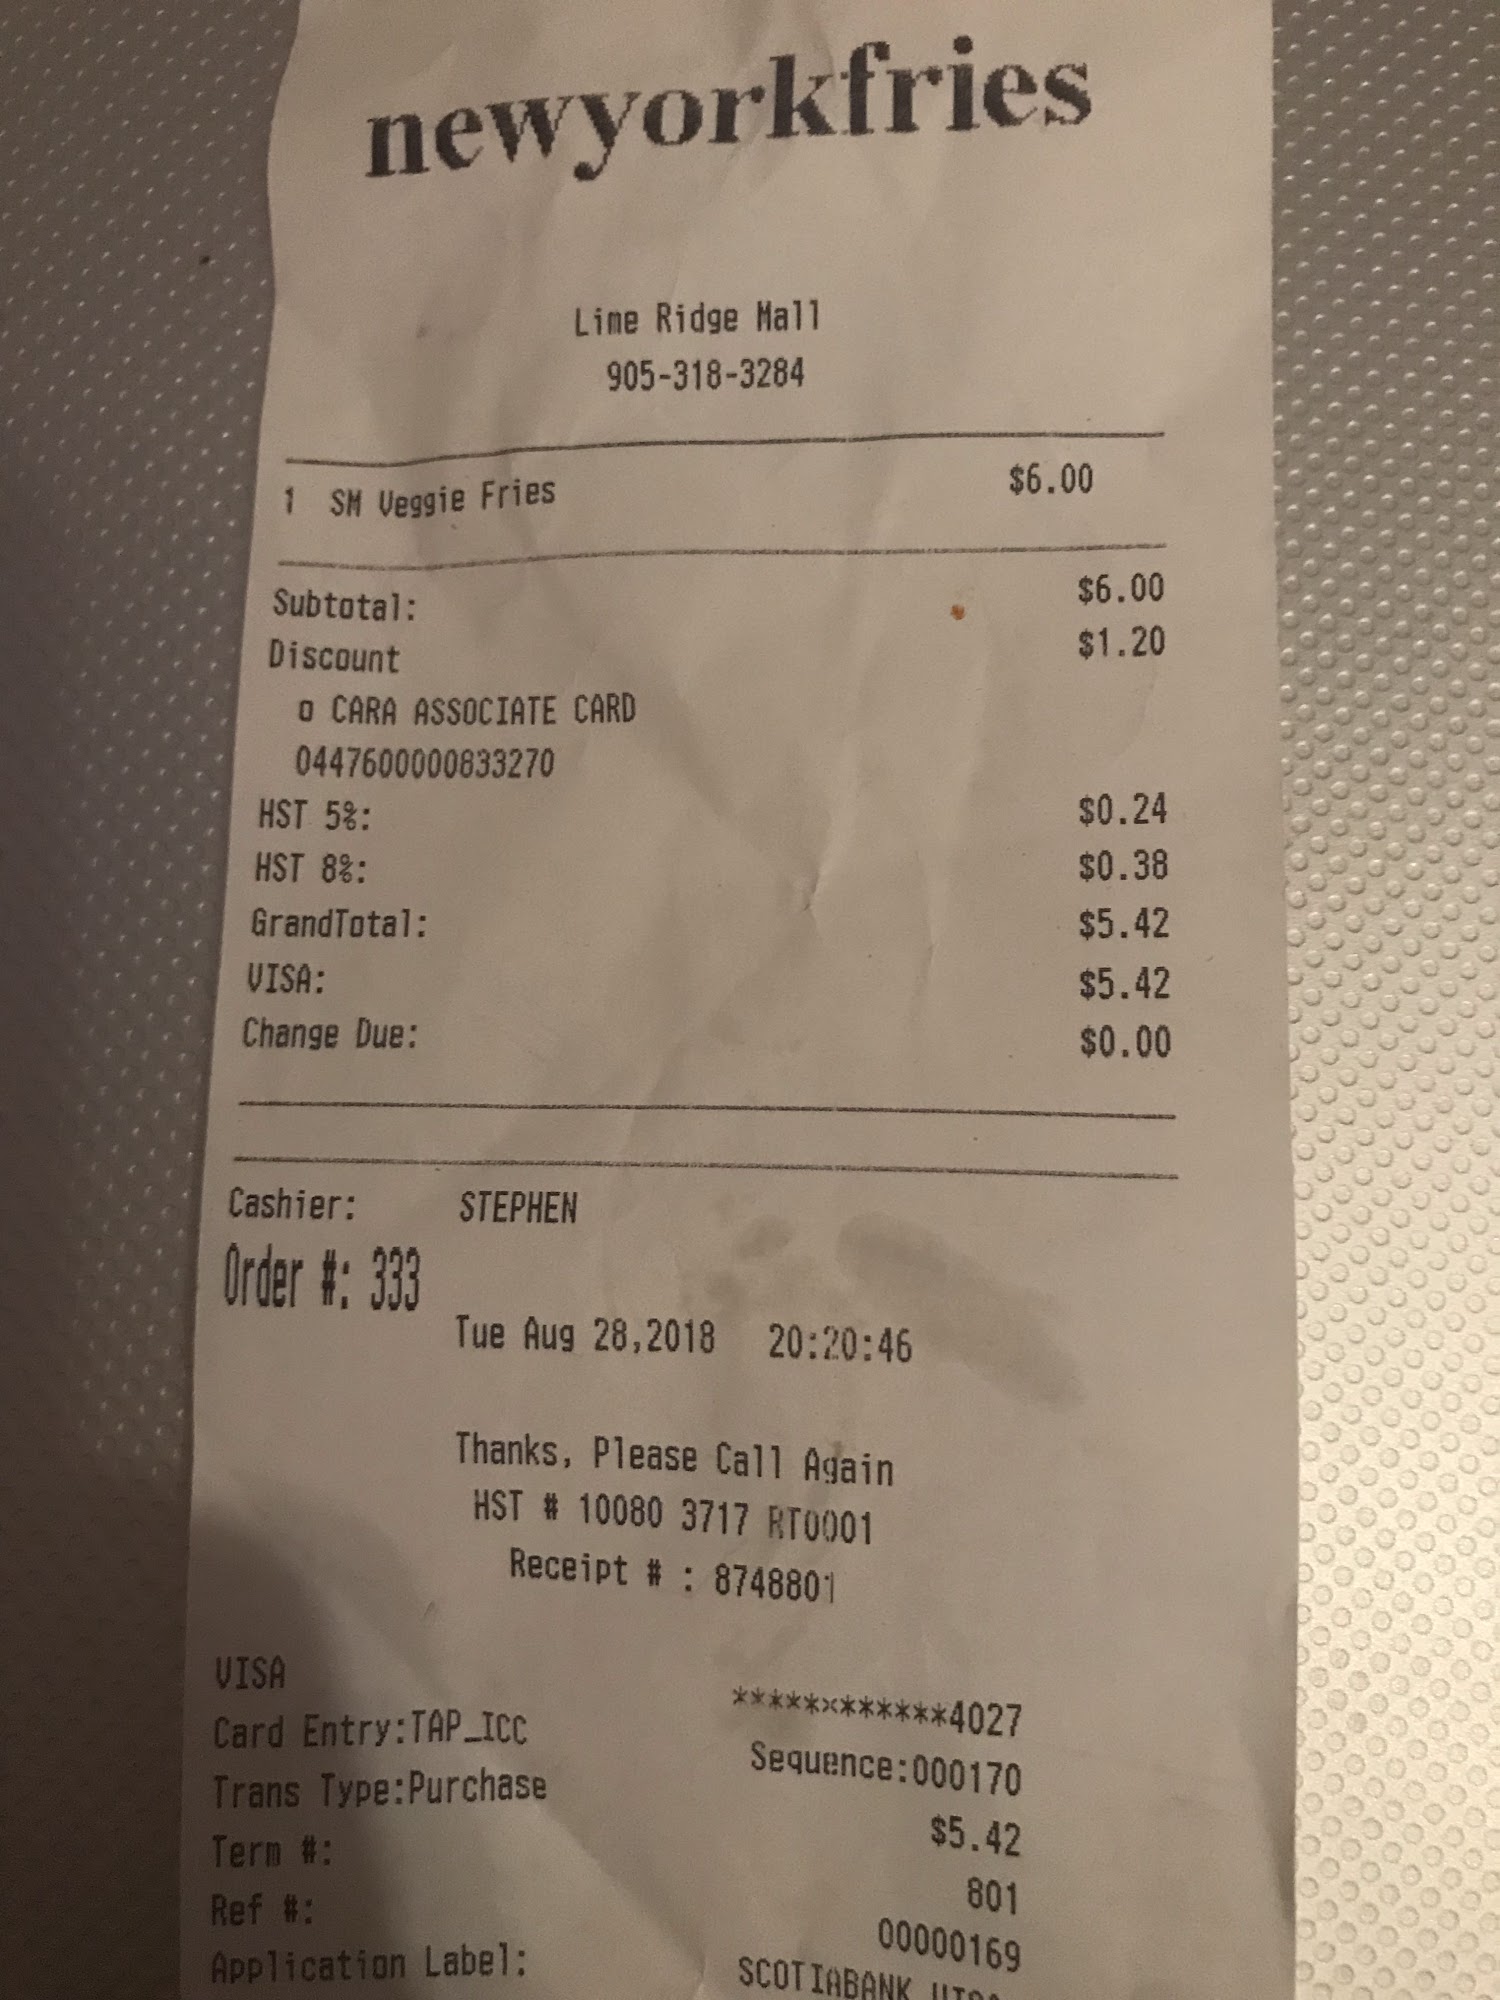 newyorkfries
Lime Ridge Mall
905-318-3284
1 SM Veggie Fries $6.00
Subtotal: $6.00
Discount $1.20
o CARA ASSOCIATE CARD
0447600000833270
HST 5%: $0.24
HST 8%: $0.38
GrandTotal: $5.42
VISA: $5.42
Change Due: $0.00
Cashier: STEPHEN
Order #: 333
Tue Aug 28,2018 20:20:46
Thanks, Please Call Again
HST # 10080 3717 RT0001
Receipt # : 8748801
VISA ************4027
Card Entry:TAP_ICC Sequence:000170
Trans Type:Purchase $5.42
Term #: 801
Ref #: 00000169
Application Label: SCOTIABANK VISA